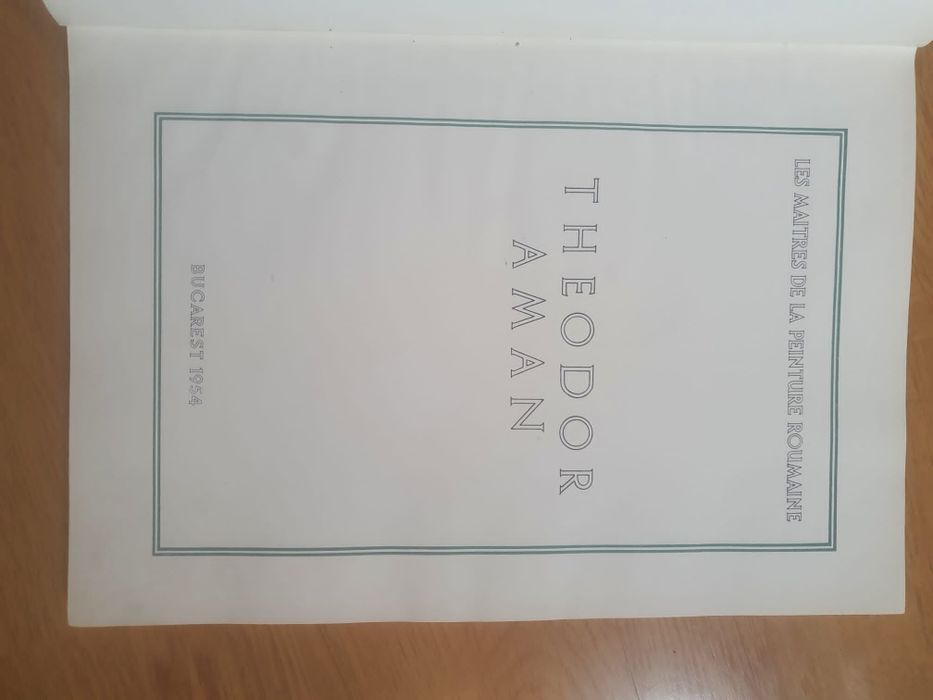 LES MAITRES DE LA PEINTURE ROUMAINE
THEODOR
AMAN
BUCAREST 1954